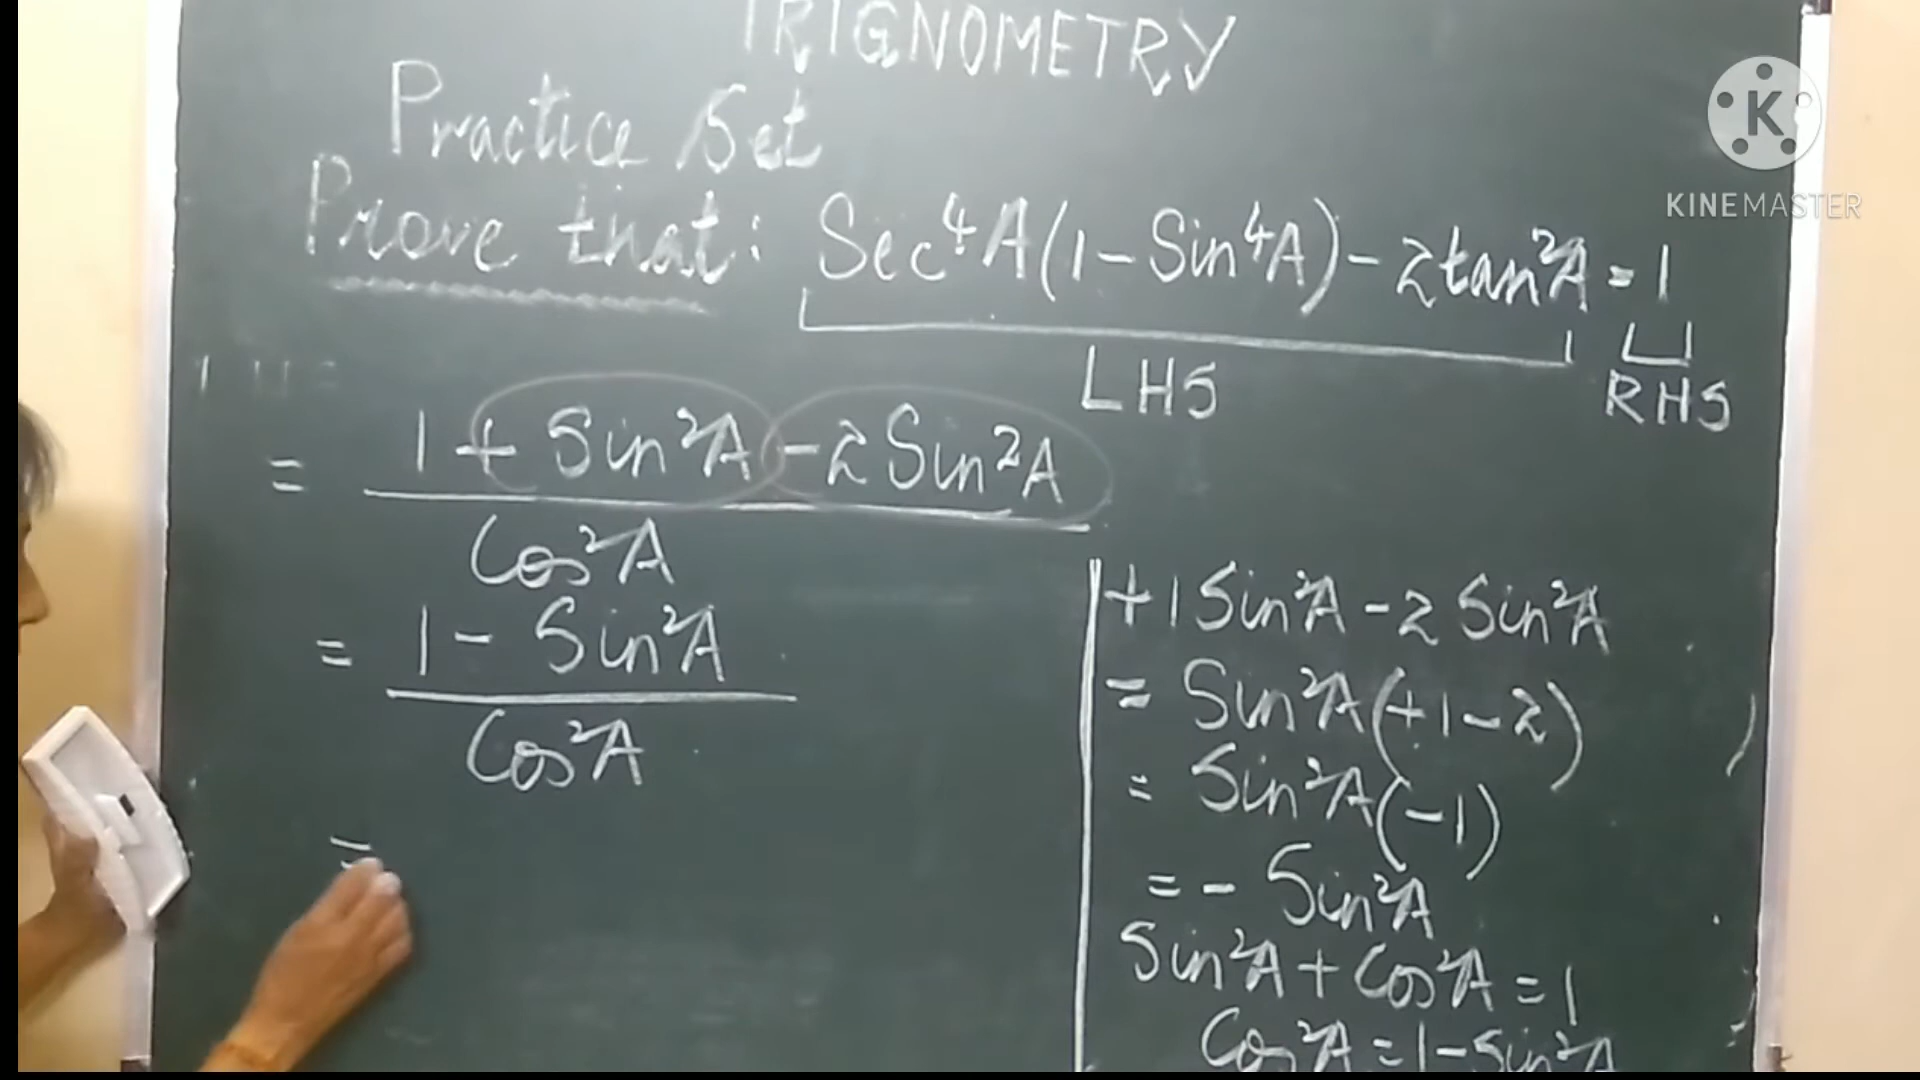 TRIGNOMETRY
Practice Set
Prove that: Sec⁴A(1-Sin⁴A)-2tan²A=1
LHS
RHS
= 1+Sin²A-2Sin²A
Cos²A
= 1-Sin²A
Cos²A
=
+1Sin²A-2Sin²A
= Sin²A(+1-2)
= Sin²A(-1)
= - Sin²A
Sin²A+Cos²A=1
Cos²A=1-Sin²A
K
KINEMASTER